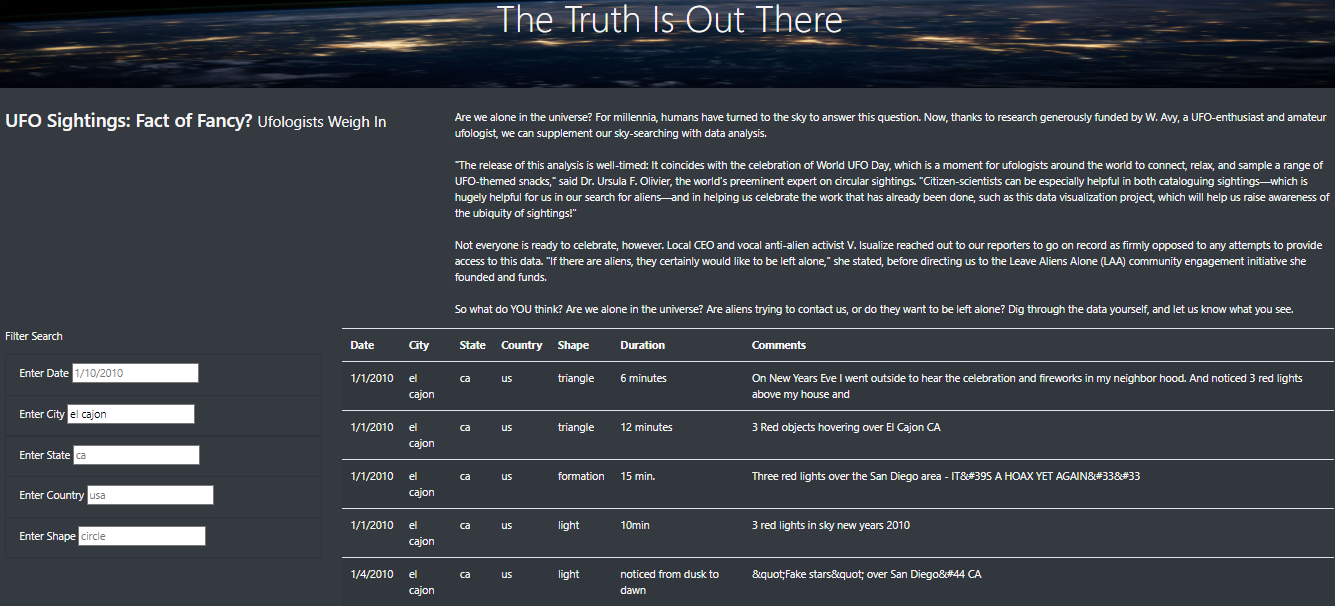 The Truth Is Out There
UFO Sightings: Fact of Fancy? Ufologists Weigh In
Are we alone in the universe? For millennia, humans have turned to the sky to answer this question. Now, thanks to research generously funded by W. Avy, a UFO-enthusiast and amateur
ufologist, we can supplement our sky-searching with data analysis.
"The release of this analysis is well-timed: It coincides with the celebration of World UFO Day, which is a moment for ufologists around the world to connect, relax, and sample a range of
UFO-themed snacks," said Dr. Ursula F. Olivier, the world's preeminent expert on circular sightings. "Citizen-scientists can be especially helpful in both cataloguing sightings—which is
hugely helpful for us in our search for aliens—and in helping us celebrate the work that has already been done, such as this data visualization project, which will help us raise awareness of
the ubiquity of sightings!"
Not everyone is ready to celebrate, however. Local CEO and vocal anti-alien activist V. Isualize reached out to our reporters to go on record as firmly opposed to any attempts to provide
access to this data. "If there are aliens, they certainly would like to be left alone," she stated, before directing us to the Leave Aliens Alone (LAA) community engagement initiative she
founded and funds.
So what do YOU think? Are we alone in the universe? Are aliens trying to contact us, or do they want to be left alone? Dig through the data yourself, and let us know what you see.
Filter Search
Enter Date 1/10/2010
Enter City el cajon
Enter State ca
Enter Country usa
Enter Shape circle
Date City State Country Shape Duration Comments
1/1/2010 el ca us triangle 6 minutes On New Years Eve I went outside to hear the celebration and fireworks in my neighbor hood. And noticed 3 red lights
cajon above my house and
1/1/2010 el ca us triangle 12 minutes 3 Red objects hovering over El Cajon CA
cajon
1/1/2010 el ca us formation 15 min. Three red lights over the San Diego area - IT&#39S A HOAX YET AGAIN&#33&#33
cajon
1/1/2010 el ca us light 10min 3 red lights in sky new years 2010
cajon
1/4/2010 el ca us light noticed from dusk to &quot;Fake stars&quot; over San Diego&#44 CA
cajon dawn